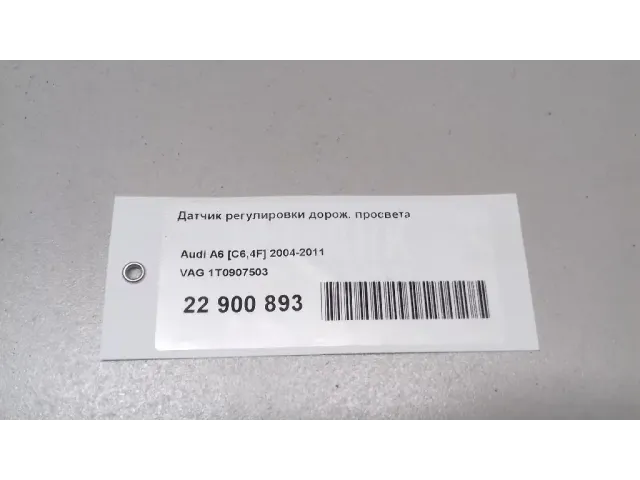 Датчик регулировки дорож. просвета
Audi A6 [C6,4F] 2004-2011
VAG 1T0907503
22 900 893